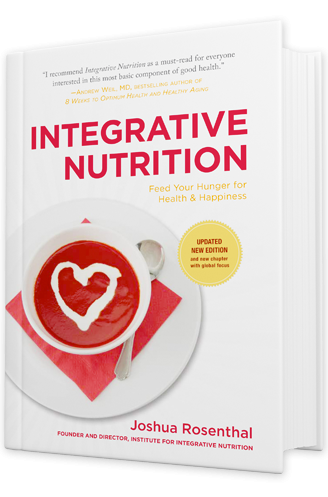 "I recommend Integrative Nutrition as a must-read for everyone
interested in this most basic component of good health."
—Andrew Weil, MD, bestselling author of
8 Weeks to Optimum Health and Healthy Aging
INTEGRATIVE
NUTRITION
Feed Your Hunger for
Health & Happiness
UPDATED
NEW EDITION
and new chapter
with global focus
Joshua Rosenthal
FOUNDER AND DIRECTOR, INSTITUTE FOR INTEGRATIVE NUTRITION